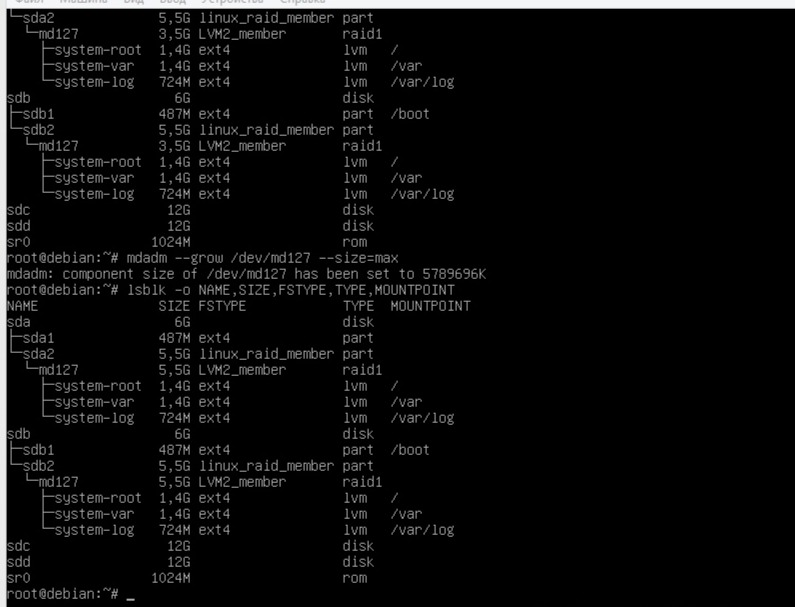 └─sda2              5,5G linux_raid_member part
  └─md127           3,5G LVM2_member       raid1
    ├─system-root   1,4G ext4              lvm   /
    ├─system-var    1,4G ext4              lvm   /var
    └─system-log    724M ext4              lvm   /var/log
sdb                   6G                   disk
├─sdb1              487M ext4              part  /boot
└─sdb2              5,5G linux_raid_member part
  └─md127           3,5G LVM2_member       raid1
    ├─system-root   1,4G ext4              lvm   /
    ├─system-var    1,4G ext4              lvm   /var
    └─system-log    724M ext4              lvm   /var/log
sdc                  12G                   disk
sdd                  12G                   disk
sr0                1024M                   rom
root@debian:~# mdadm --grow /dev/md127 --size=max
mdadm: component size of /dev/md127 has been set to 5789696K
root@debian:~# lsblk -o NAME,SIZE,FSTYPE,TYPE,MOUNTPOINT
NAME                SIZE FSTYPE            TYPE  MOUNTPOINT
sda                   6G                   disk
├─sda1              487M ext4              part
└─sda2              5,5G linux_raid_member part
  └─md127           5,5G LVM2_member       raid1
    ├─system-root   1,4G ext4              lvm   /
    ├─system-var    1,4G ext4              lvm   /var
    └─system-log    724M ext4              lvm   /var/log
sdb                   6G                   disk
├─sdb1              487M ext4              part  /boot
└─sdb2              5,5G linux_raid_member part
  └─md127           5,5G LVM2_member       raid1
    ├─system-root   1,4G ext4              lvm   /
    ├─system-var    1,4G ext4              lvm   /var
    └─system-log    724M ext4              lvm   /var/log
sdc                  12G                   disk
sdd                  12G                   disk
sr0                1024M                   rom
root@debian:~# _